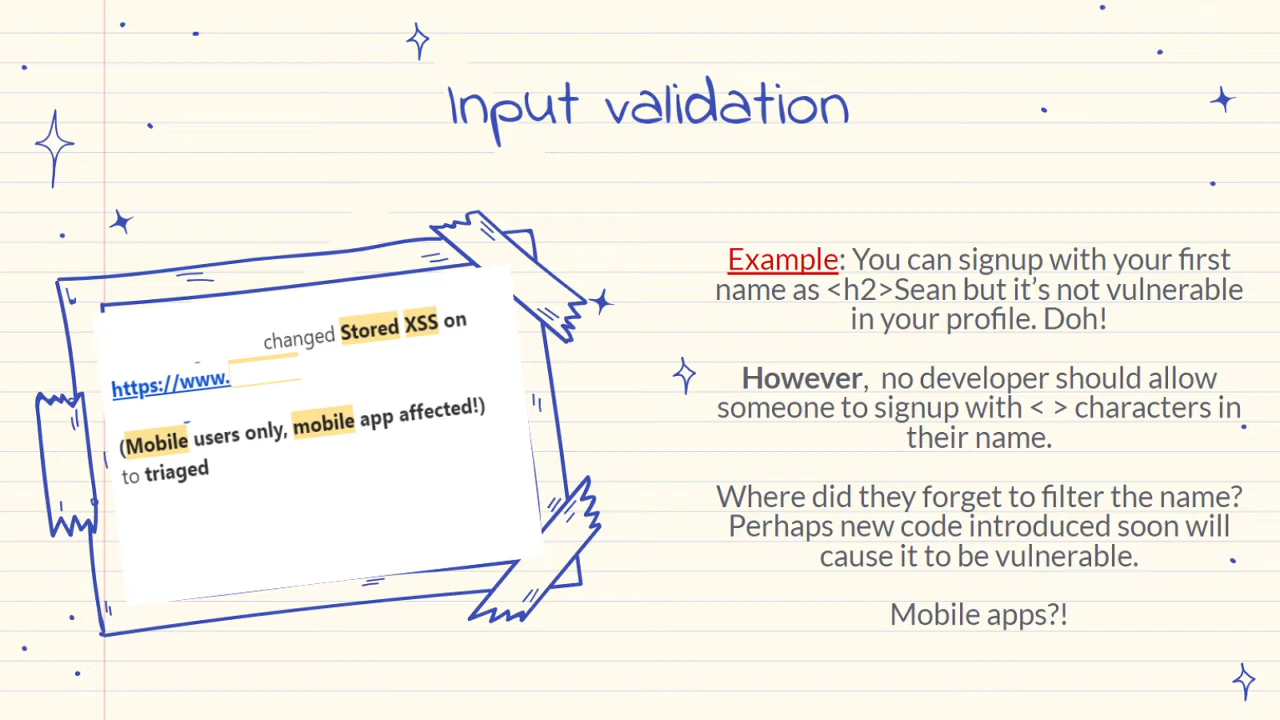 Input validation
changed Stored XSS on
https://www.
(Mobile users only, mobile app affected!)
to triaged
Example: You can signup with your first
name as <h2>Sean but it's not vulnerable
in your profile. Doh!
However, no developer should allow
someone to signup with < > characters in
their name.
Where did they forget to filter the name?
Perhaps new code introduced soon will
cause it to be vulnerable.
Mobile apps?!